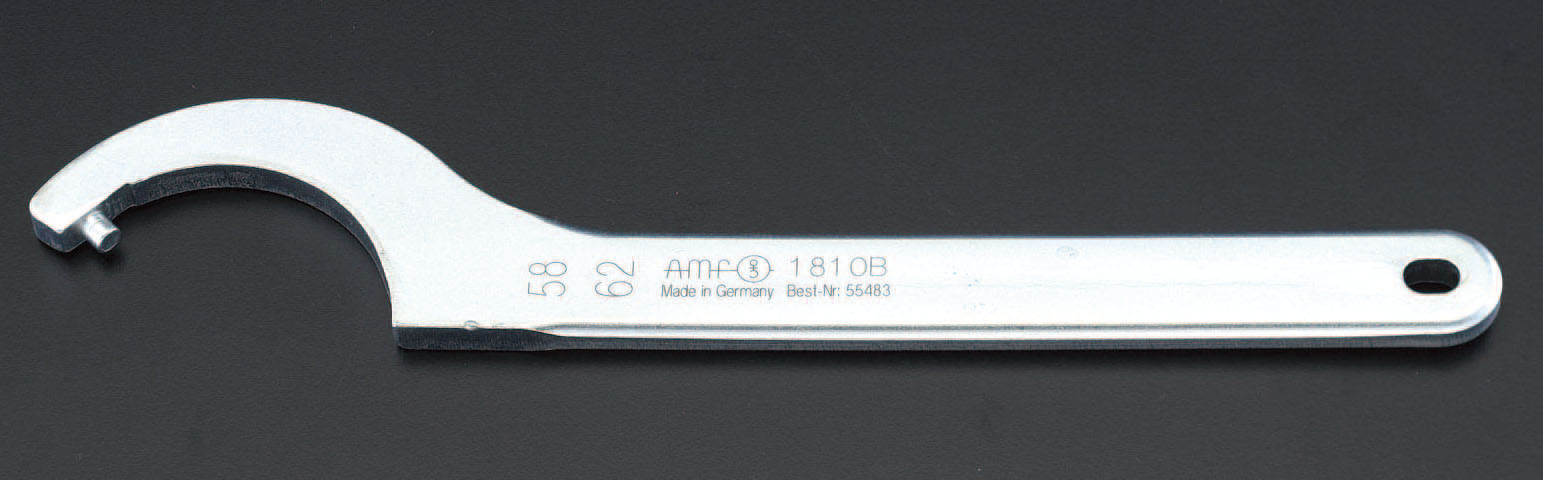 58
62
AMF 1810B
Made in Germany Best-Nr: 55483